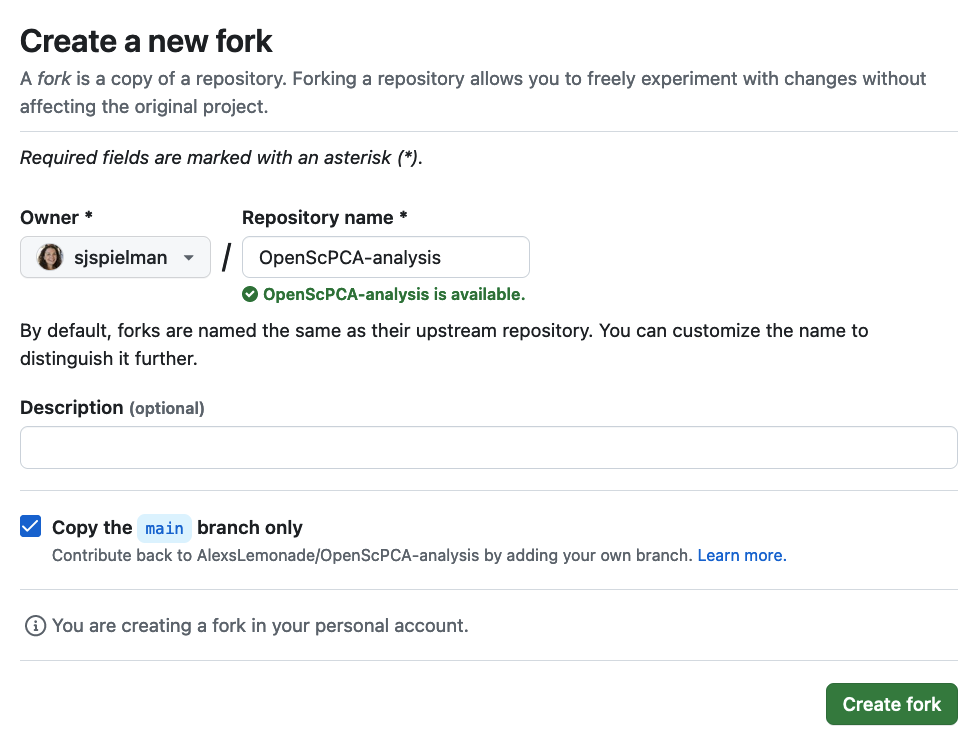 Create a new fork
A fork is a copy of a repository. Forking a repository allows you to freely experiment with changes without
affecting the original project.
Required fields are marked with an asterisk (*).
Owner * Repository name *
sjspielman / OpenScPCA-analysis
OpenScPCA-analysis is available.
By default, forks are named the same as their upstream repository. You can customize the name to
distinguish it further.
Description (optional)
Copy the main branch only
Contribute back to AlexsLemonade/OpenScPCA-analysis by adding your own branch. Learn more.
You are creating a fork in your personal account.
Create fork